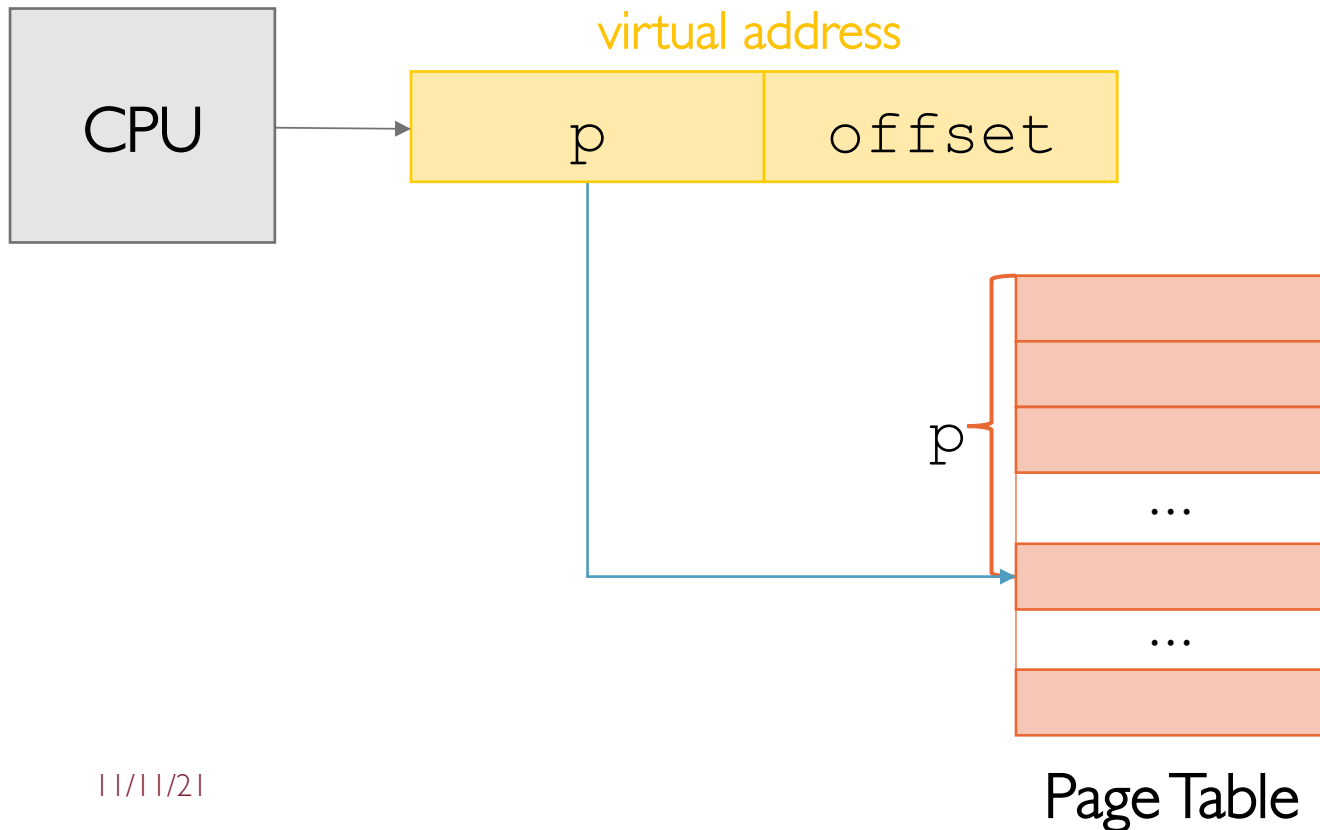 virtual address
CPU
p
offset
p
...
...
11/11/21
Page Table